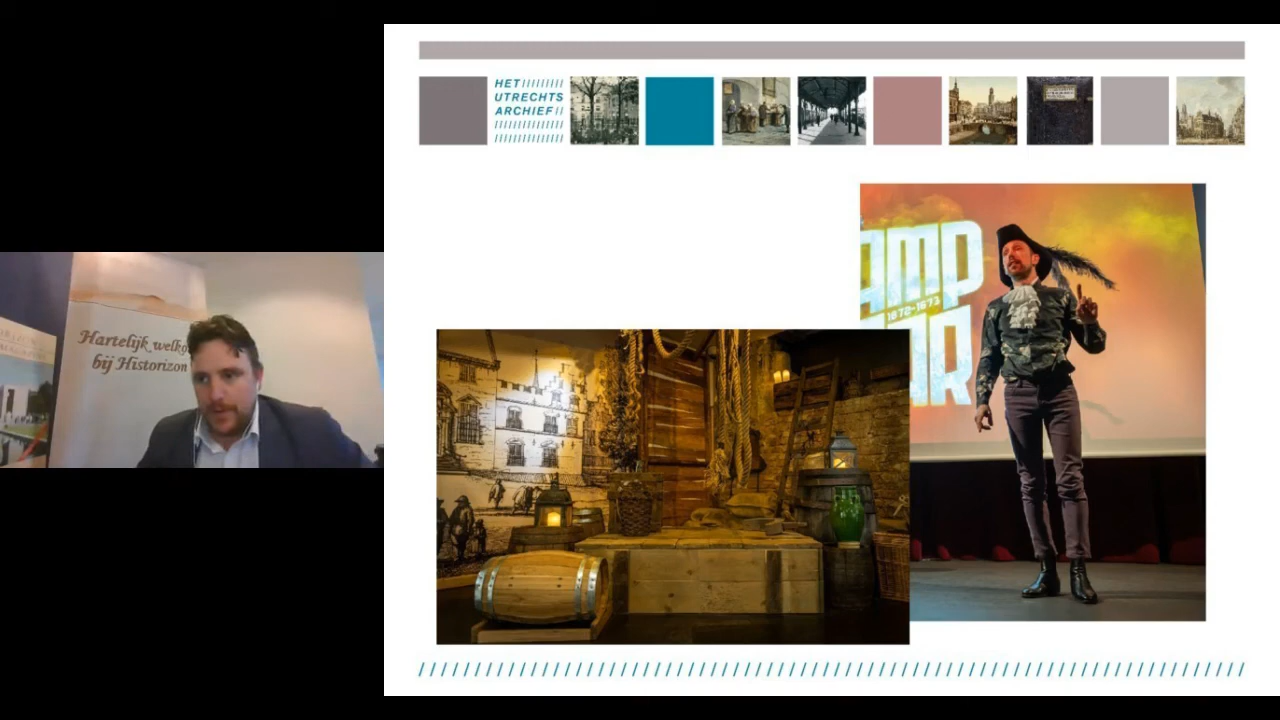 Hartelijk welko
bij Historizon
HET
UTRECHTS
ARCHIEF
AMP
1672-1673